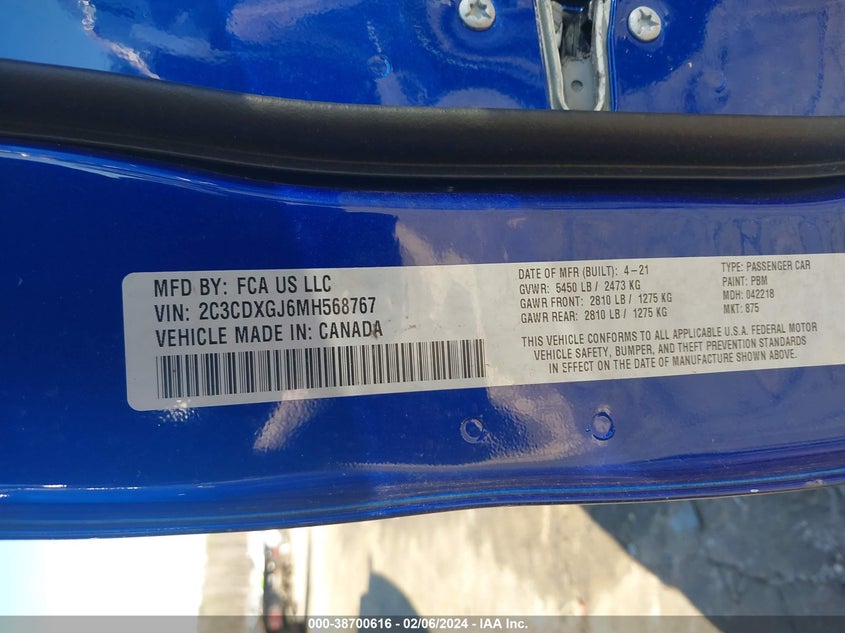 MFD BY: FCA US LLC
VIN: 2C3CDXGJ6MH568767
VEHICLE MADE IN: CANADA
DATE OF MFR (BUILT): 4-21
GVWR: 5450 LB / 2473 KG
GAWR FRONT: 2810 LB / 1275 KG
GAWR REAR: 2810 LB / 1275 KG
TYPE: PASSENGER CAR
PAINT: PBM
MDH: 042218
MKT: 875
THIS VEHICLE CONFORMS TO ALL APPLICABLE U.S.A. FEDERAL MOTOR
VEHICLE SAFETY, BUMPER, AND THEFT PREVENTION STANDARDS
IN EFFECT ON THE DATE OF MANUFACTURE SHOWN ABOVE.
000-38700616 - 02/06/2024 - IAA Inc.